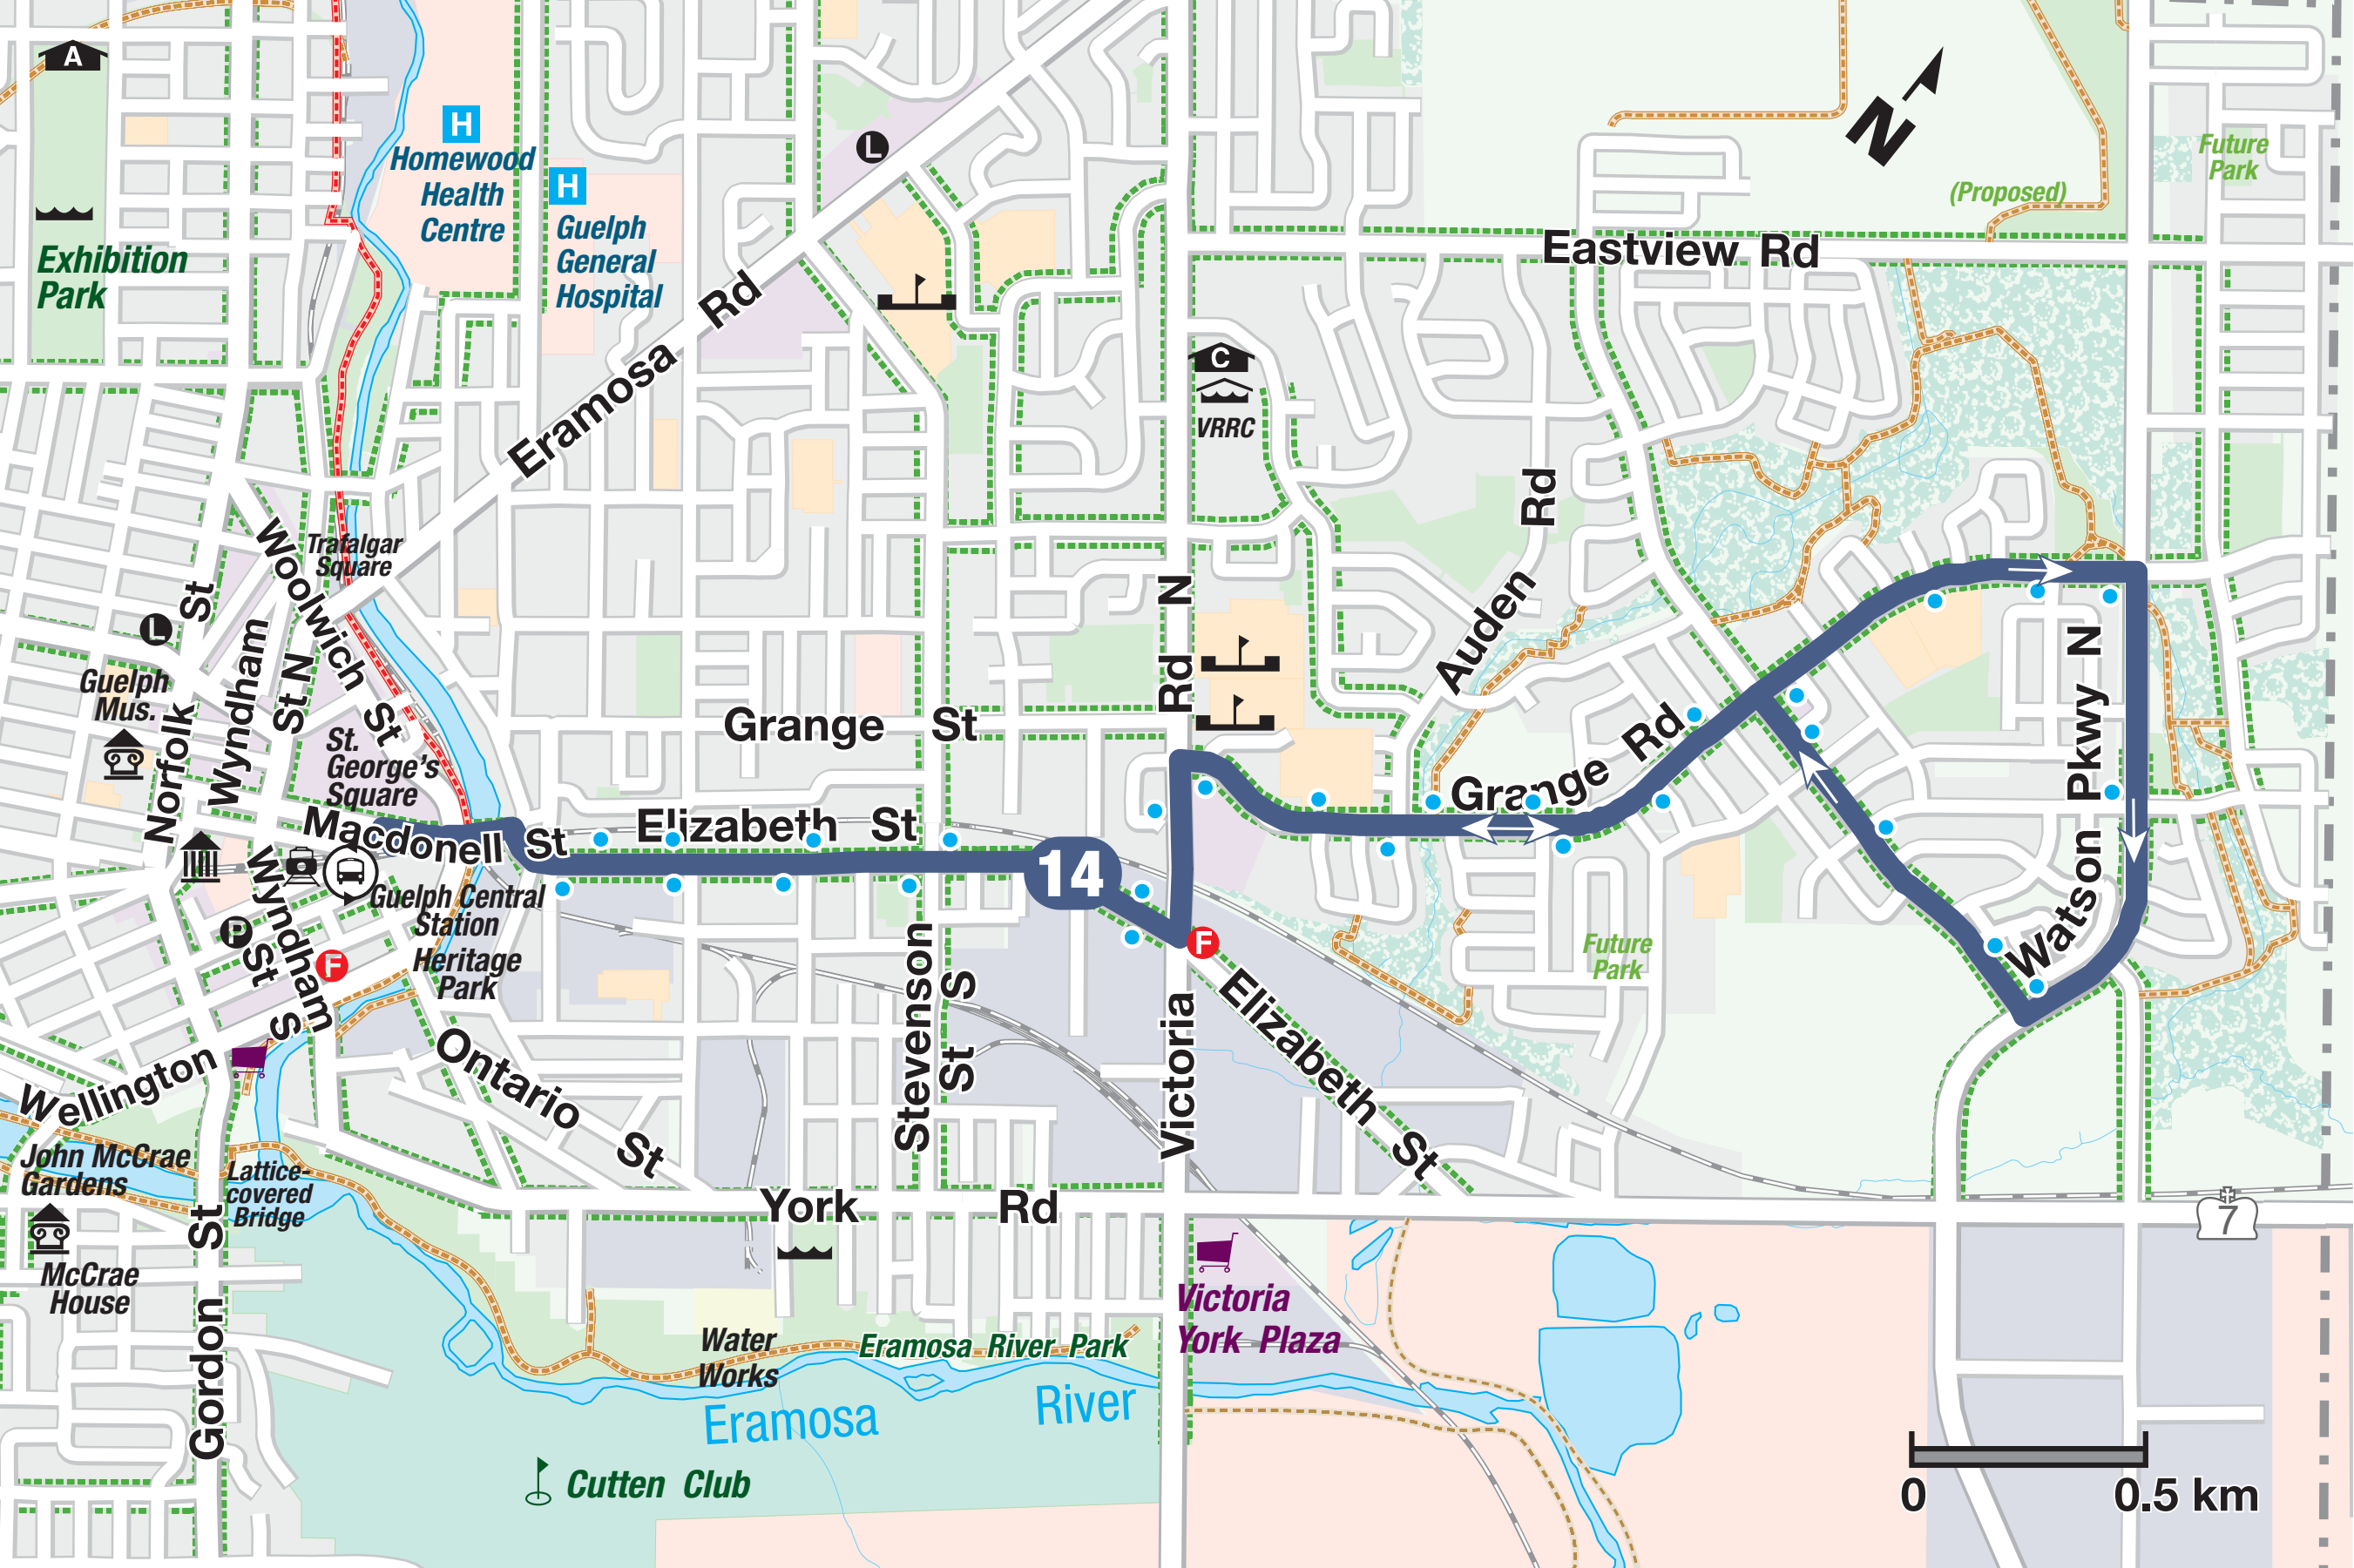 A
H
Homewood
Health
Centre
H
Guelph
General
Hospital
L
Exhibition
Park
Eramosa Rd
N
Future
Park
(Proposed)
Eastview Rd
C
VRRC
Trafalgar
Square
Woolwich St
L
Norfolk St
Wyndham
St N
Guelph
Mus.
St.
George's
Square
Grange St
Victoria Rd N
Auden Rd
Grange Rd
Watson Pkwy N
Macdonell St
Elizabeth St
14
Guelph Central
Station
Heritage
Park
P
F
Wyndham
St S
F
Stevenson
St S
Elizabeth St
Future
Park
Wellington
Ontario St
John McCrae
Gardens
Lattice-
covered
Bridge
York Rd
7
McCrae
House
Gordon St
Victoria
York Plaza
Water
Works
Eramosa River Park
Eramosa River
Cutten Club
0 0.5 km